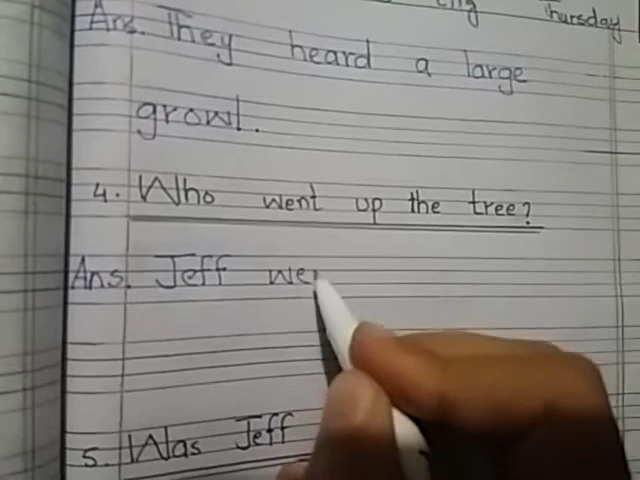 Thursday
Ans. They heard a large
growl.
4. Who went up the tree?
Ans. Jeff we
5. Was Jeff